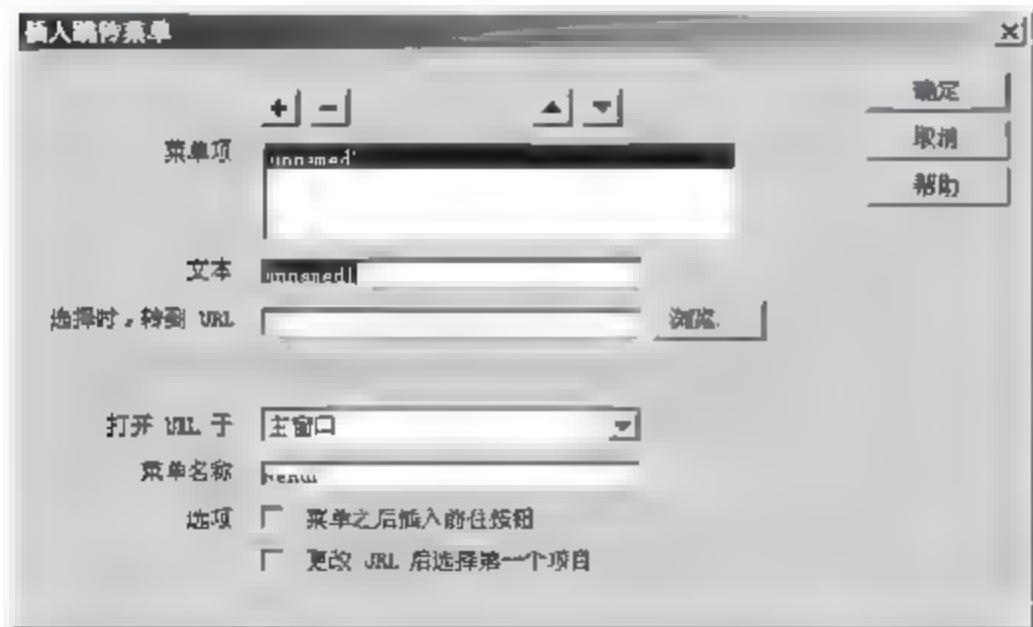 插入跳转菜单
确定
取消
帮助
菜单项
unnamed1
文本
unnamed1
选择时,转到 URL
浏览...
打开 URL 于
主窗口
菜单名称
选项
菜单之后插入前往按钮
更改 URL 后选择第一个项目